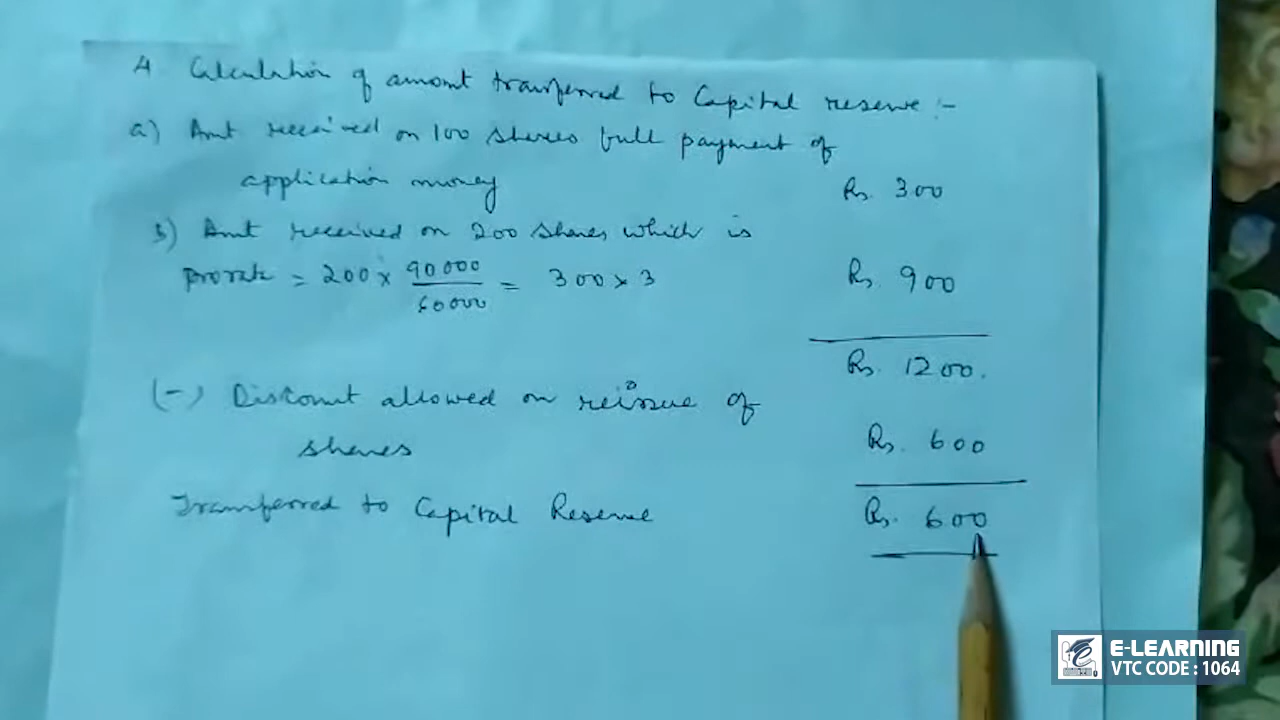 4 Calculation of amount transferred to Capital reserve :-
a) Amt received on 100 shares full payment of
application money Rs. 300
b) Amt received on 200 shares which is
prorate = 200 x 90000/60000 = 300 x 3 Rs. 900
Rs. 1200.
(-) Discount allowed on reissue of
shares Rs. 600
Transferred to Capital Reserve Rs. 600
E-LEARNING
VTC CODE : 1064